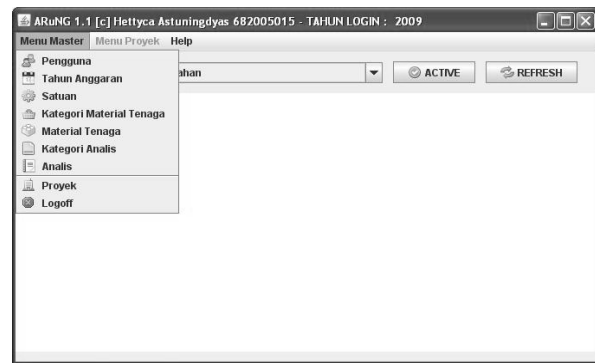 ARuNG 1.1 [c] Hettyca Astuningdyas 682005015 - TAHUN LOGIN : 2009
Menu Master Menu Proyek Help
ahan ACTIVE REFRESH
Pengguna
Tahun Anggaran
Satuan
Kategori Material Tenaga
Material Tenaga
Kategori Analis
Analis
Proyek
Logoff